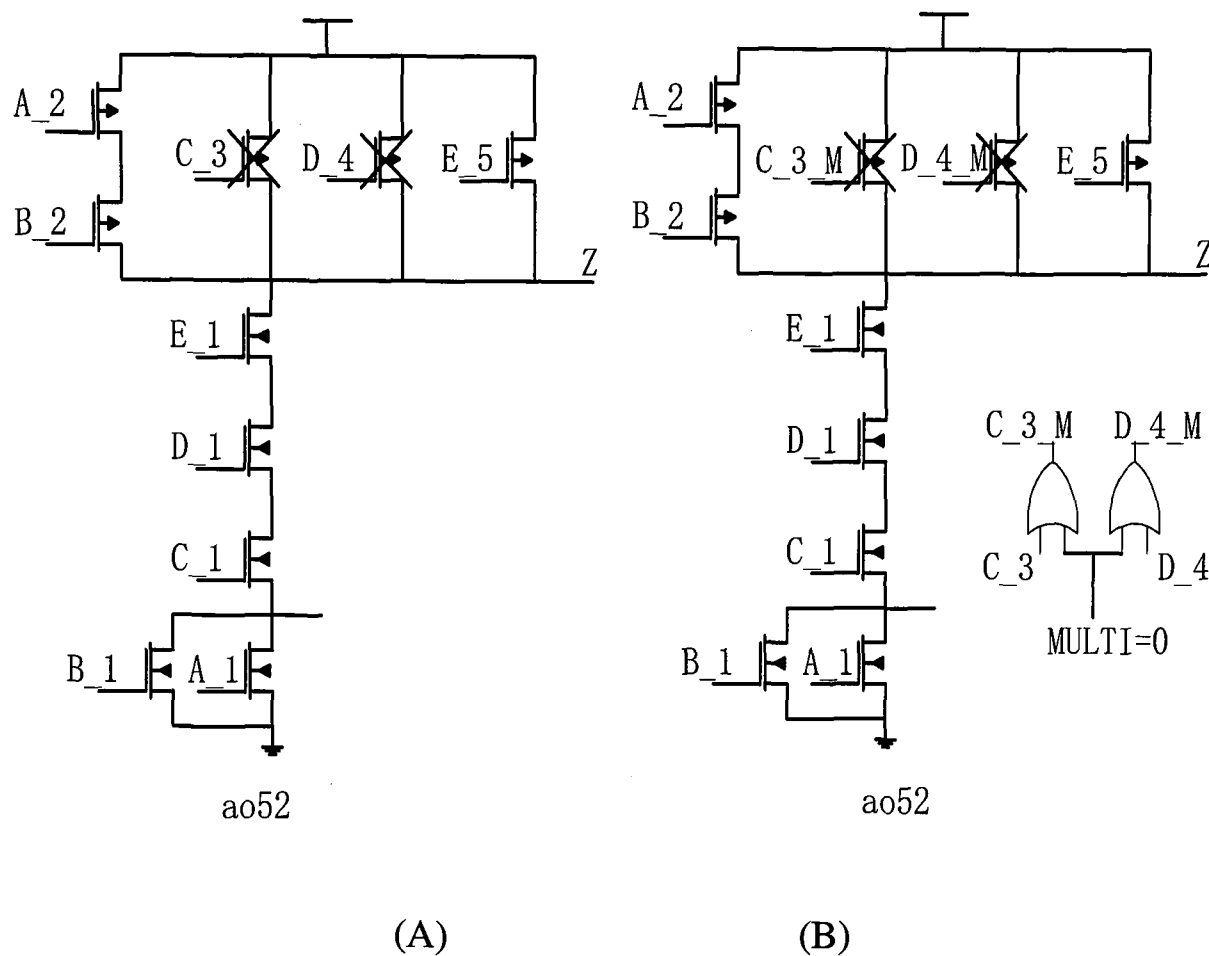 A_2
C_3
D_4
E_5
B_2
Z
E_1
D_1
C_1
B_1
A_1
ao52
(A)
A_2
C_3_M
D_4_M
E_5
B_2
Z
E_1
D_1
C_1
B_1
A_1
C_3_M
D_4_M
C_3
D_4
MULTI=0
ao52
(B)